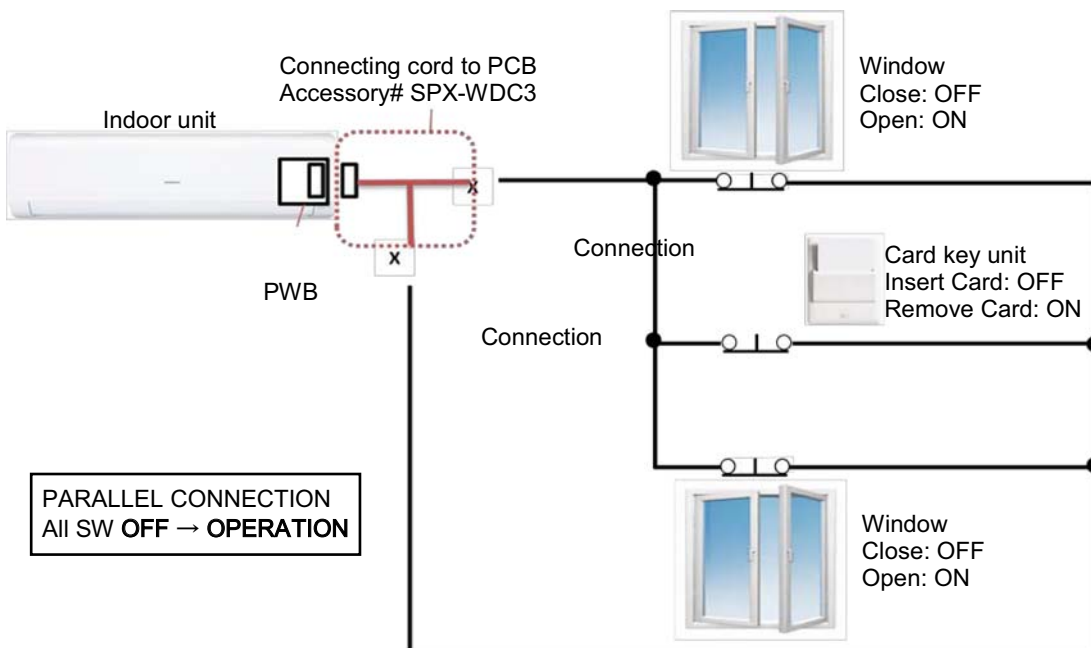 Connecting cord to PCB
Accessory# SPX-WDC3
Indoor unit
X
X
PWB
Connection
Connection
Window
Close: OFF
Open: ON
Card key unit
Insert Card: OFF
Remove Card: ON
Window
Close: OFF
Open: ON
PARALLEL CONNECTION
All SW OFF → OPERATION